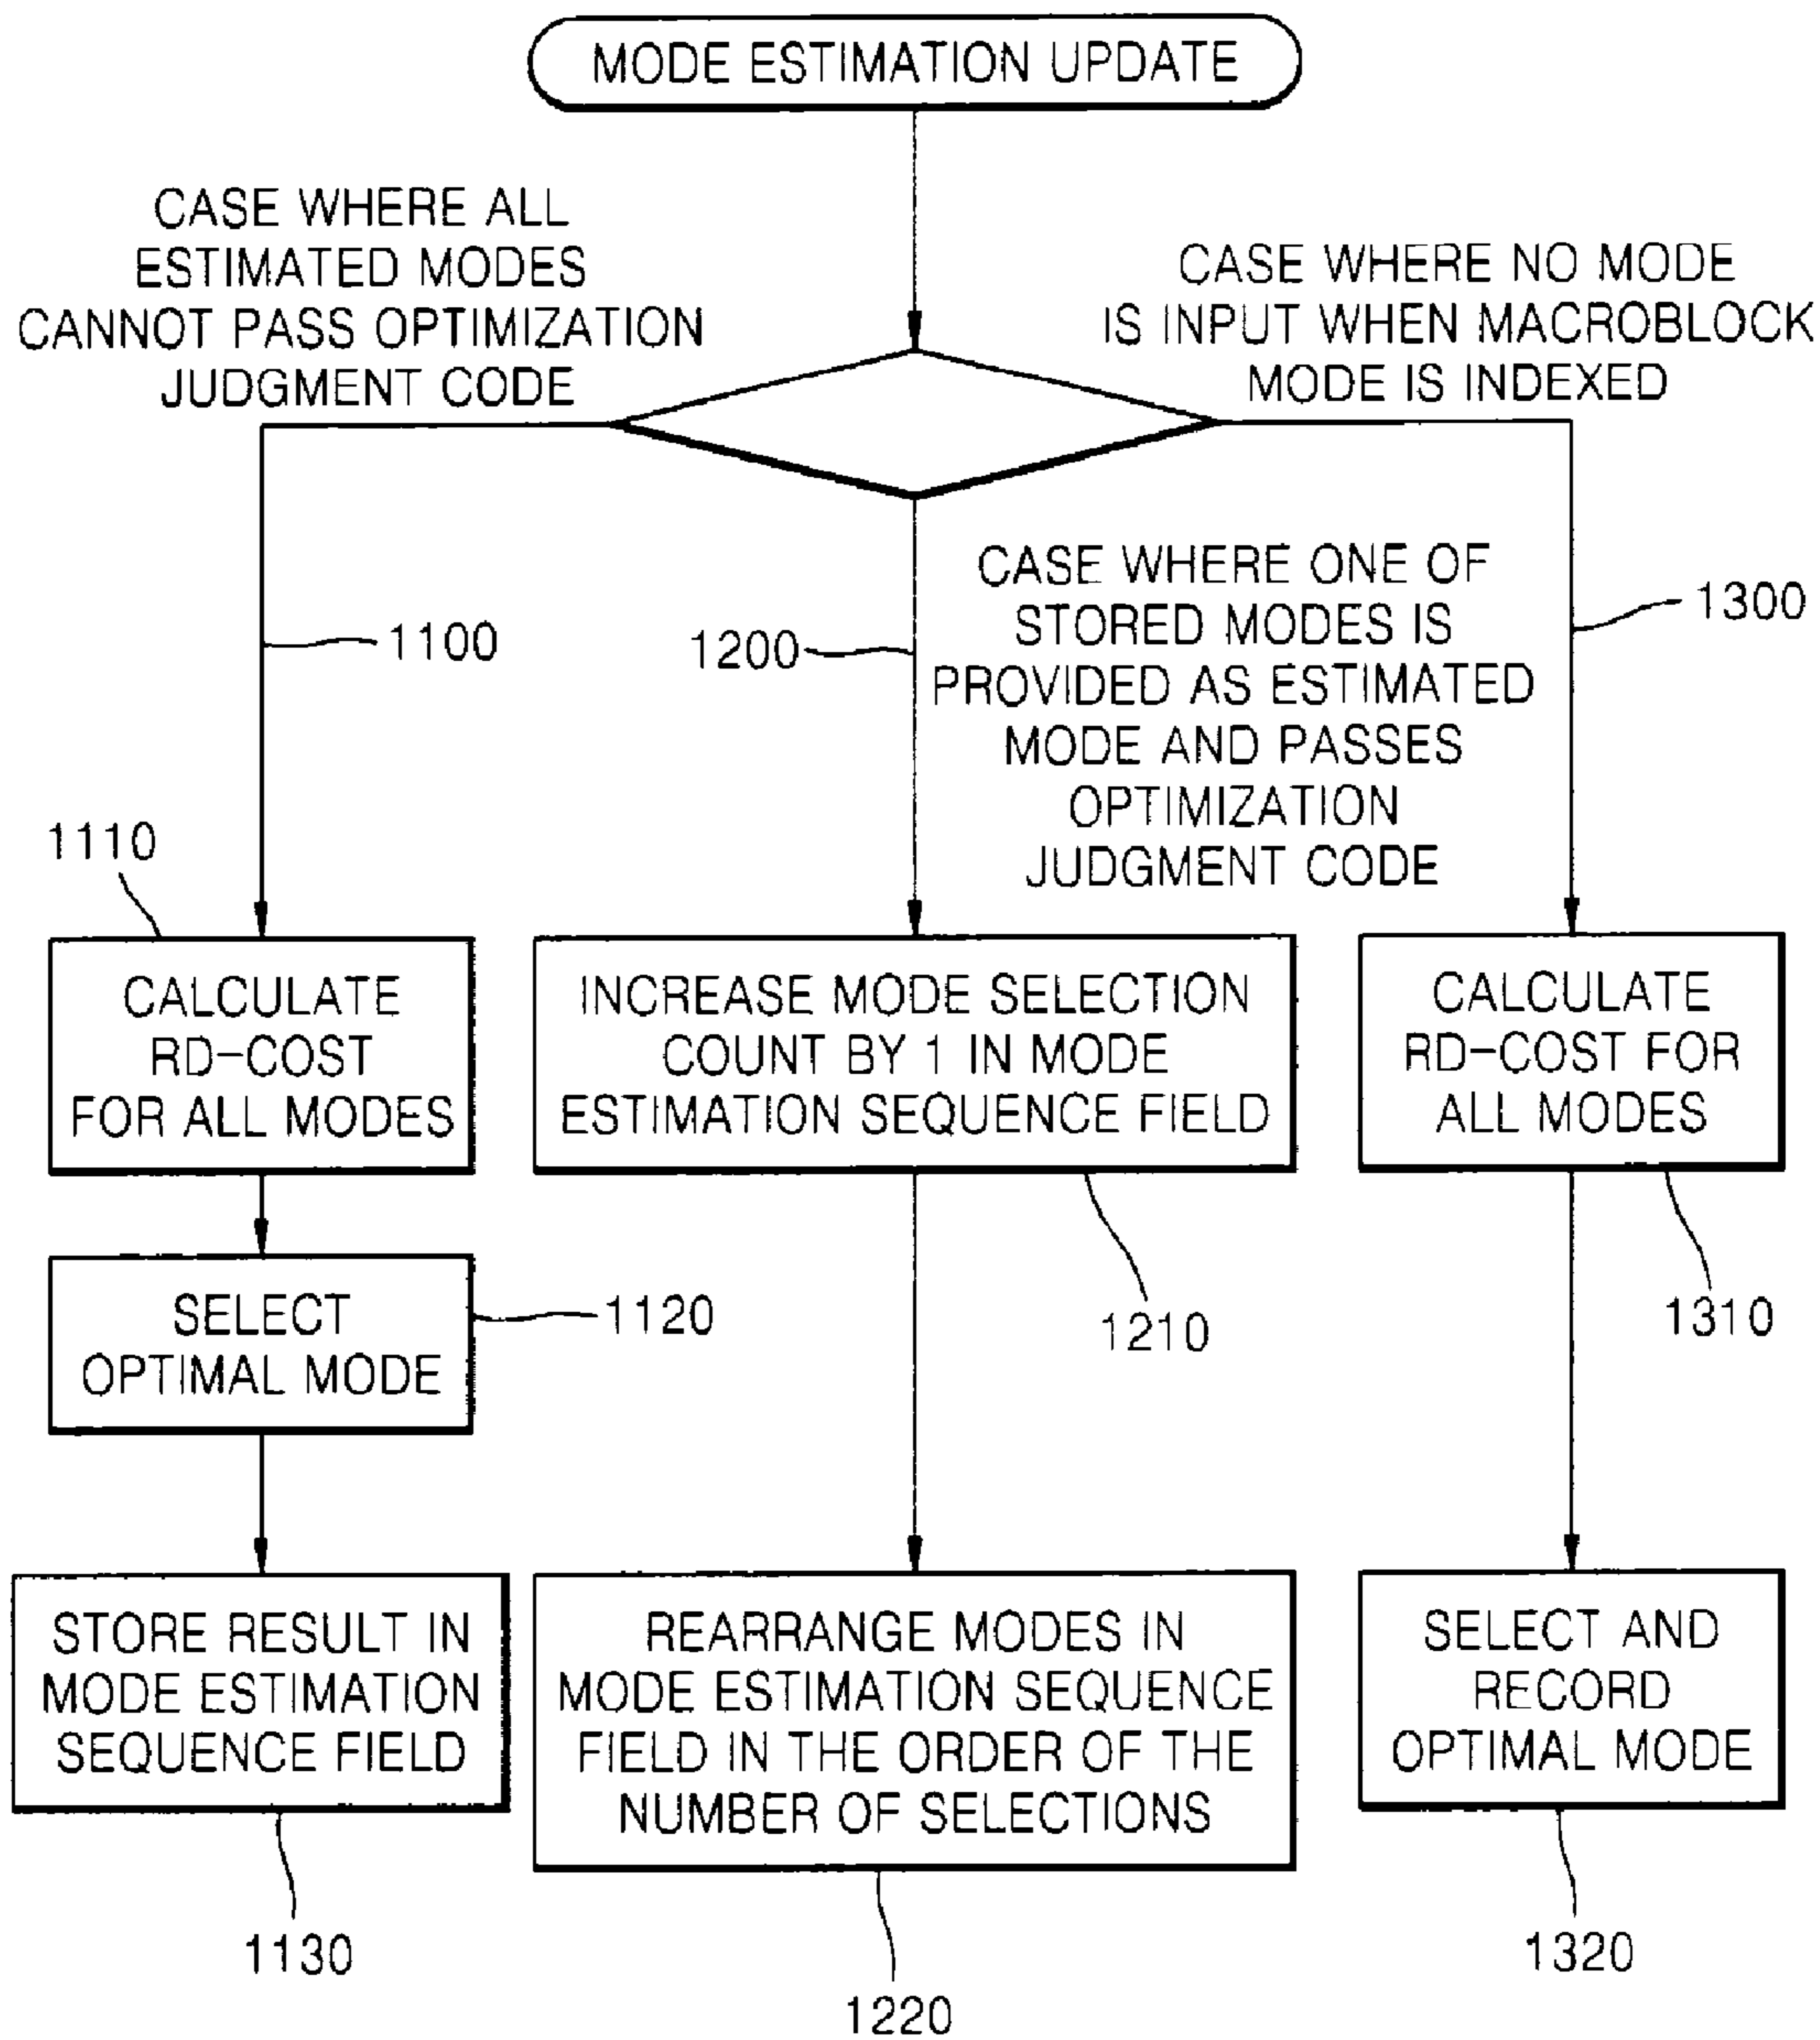 MODE ESTIMATION UPDATE
CASE WHERE ALL
ESTIMATED MODES
CANNOT PASS OPTIMIZATION
JUDGMENT CODE
CASE WHERE NO MODE
IS INPUT WHEN MACROBLOCK
MODE IS INDEXED
CASE WHERE ONE OF
STORED MODES IS
PROVIDED AS ESTIMATED
MODE AND PASSES
OPTIMIZATION
JUDGMENT CODE
1100
1200
1300
1110
CALCULATE
RD-COST
FOR ALL MODES
INCREASE MODE SELECTION
COUNT BY 1 IN MODE
ESTIMATION SEQUENCE FIELD
CALCULATE
RD-COST FOR
ALL MODES
SELECT
OPTIMAL MODE
1120
1210
1310
STORE RESULT IN
MODE ESTIMATION
SEQUENCE FIELD
REARRANGE MODES IN
MODE ESTIMATION SEQUENCE
FIELD IN THE ORDER OF THE
NUMBER OF SELECTIONS
SELECT AND
RECORD
OPTIMAL MODE
1130
1220
1320